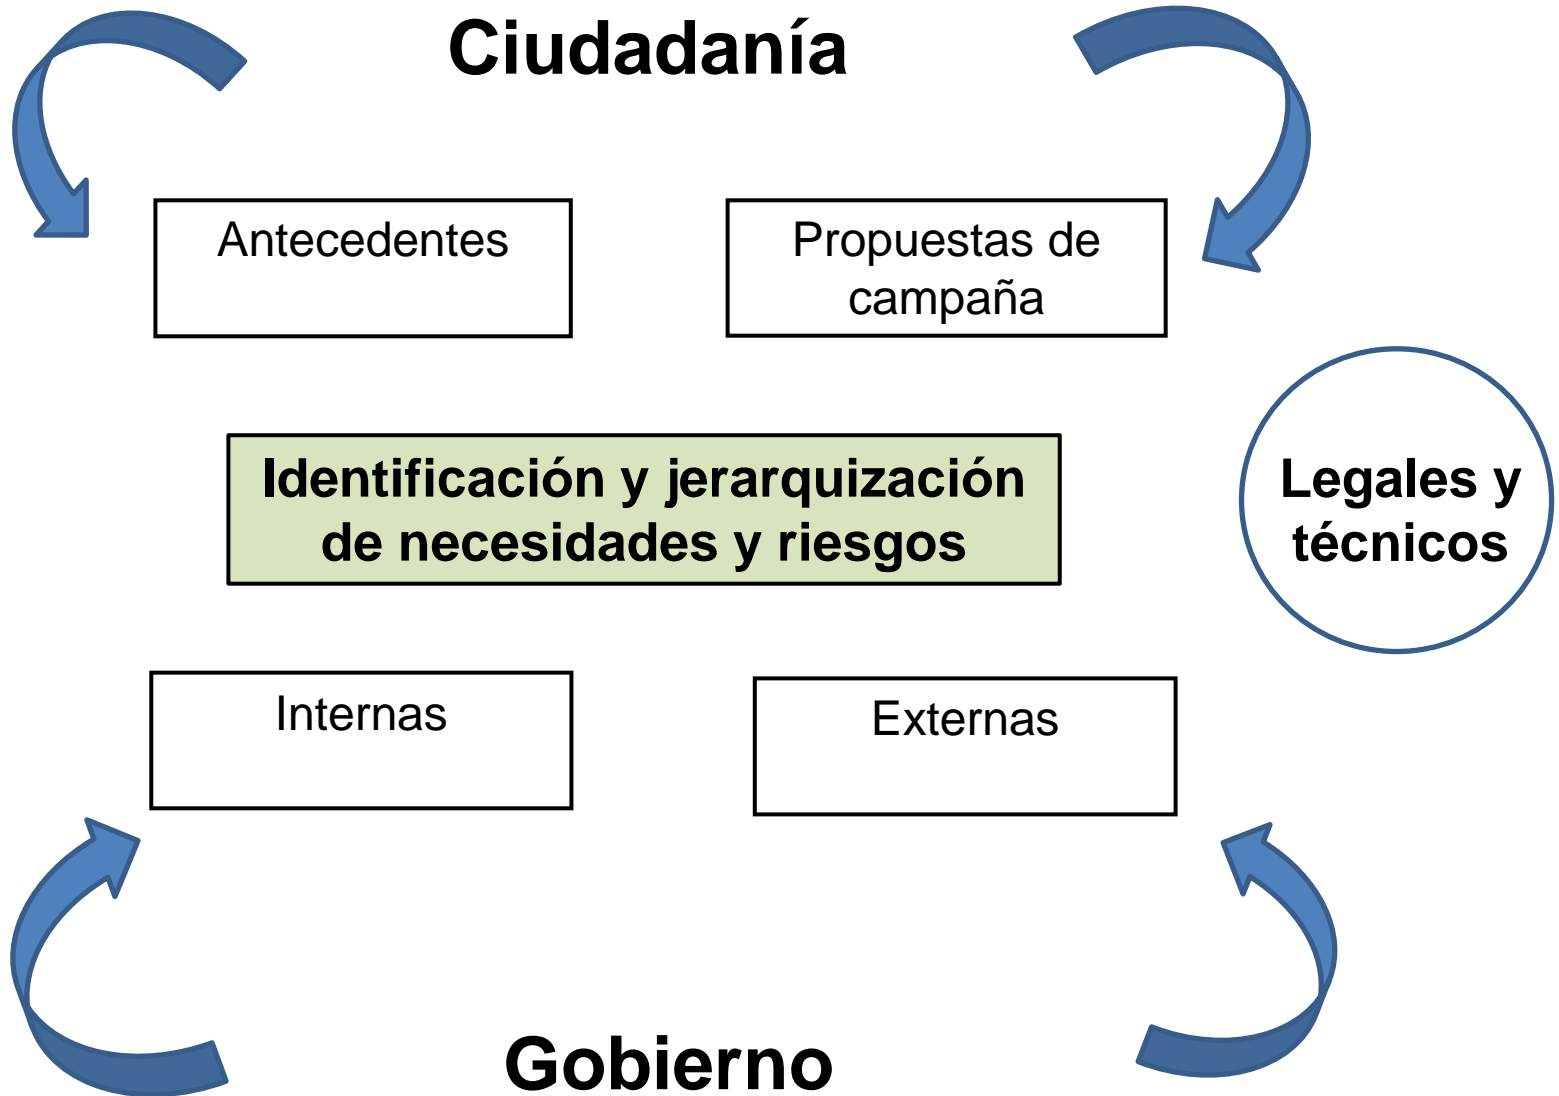 Ciudadanía
Antecedentes
Propuestas de
campaña
Identificación y jerarquización
de necesidades y riesgos
Legales y
técnicos
Internas
Externas
Gobierno